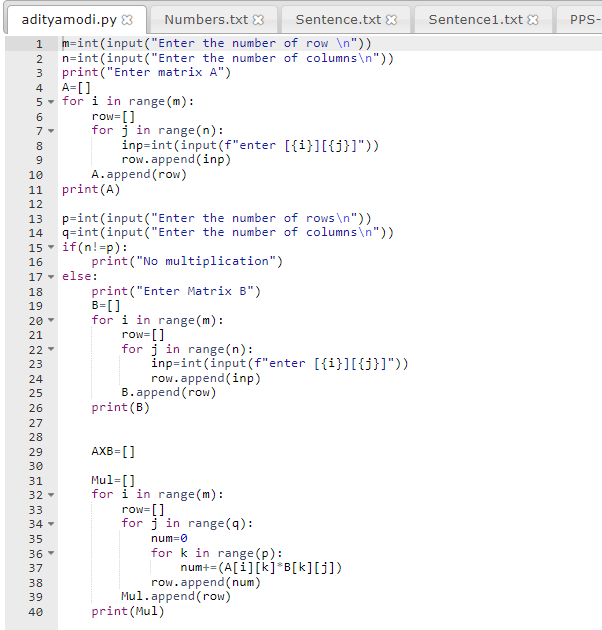 adityamodi.py Numbers.txt Sentence.txt Sentence1.txt PPS-
1 m=int(input("Enter the number of row \n"))
2 n=int(input("Enter the number of columns\n"))
3 print("Enter matrix A")
4 A=[]
5 for i in range(m):
6     row=[]
7     for j in range(n):
8         inp=int(input(f"enter [{i}][{j}]"))
9         row.append(inp)
10     A.append(row)
11 print(A)
12
13 p=int(input("Enter the number of rows\n"))
14 q=int(input("Enter the number of columns\n"))
15 if(n!=p):
16     print("No multiplication")
17 else:
18     print("Enter Matrix B")
19     B=[]
20     for i in range(m):
21         row=[]
22         for j in range(n):
23             inp=int(input(f"enter [{i}][{j}]"))
24             row.append(inp)
25         B.append(row)
26     print(B)
27
28
29     AXB=[]
30
31     Mul=[]
32     for i in range(m):
33         row=[]
34         for j in range(q):
35             num=0
36             for k in range(p):
37                 num+=(A[i][k]*B[k][j])
38             row.append(num)
39         Mul.append(row)
40     print(Mul)